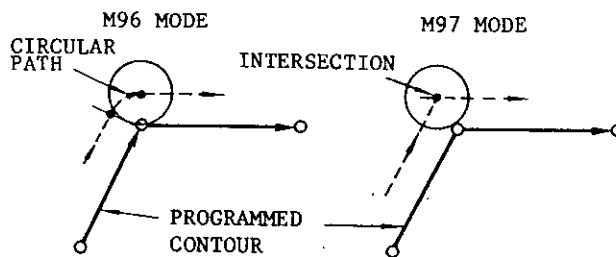 M96 MODE
CIRCULAR
PATH
M97 MODE
INTERSECTION
PROGRAMMED
CONTOUR